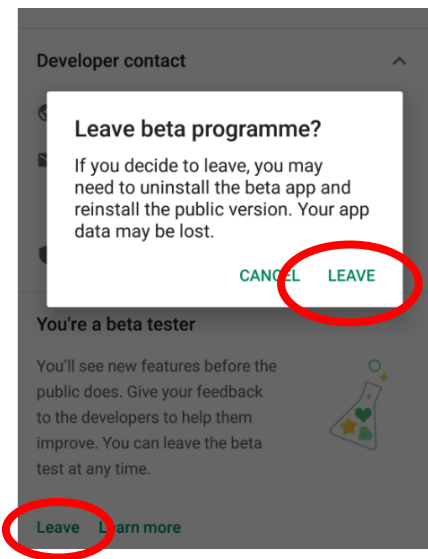 Developer contact
Leave beta programme?
If you decide to leave, you may
need to uninstall the beta app and
reinstall the public version. Your app
data may be lost.
CANCEL LEAVE
You're a beta tester
You'll see new features before the
public does. Give your feedback
to the developers to help them
improve. You can leave the beta
test at any time.
Leave Learn more